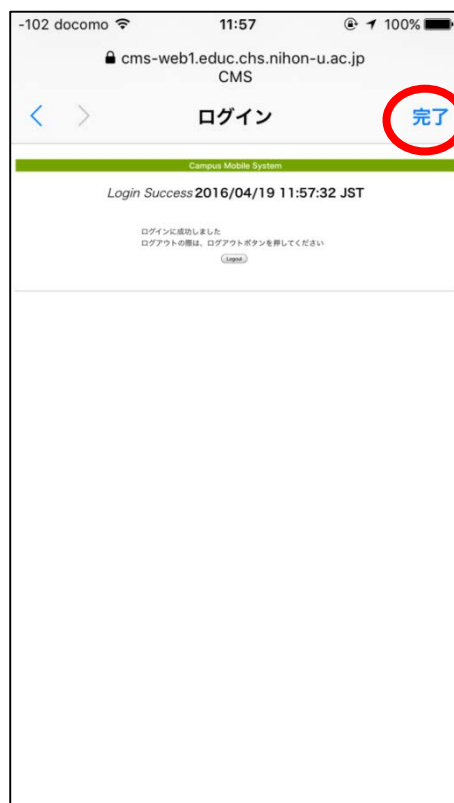 -102 docomo 11:57 100%
cms-web1.educ.chs.nihon-u.ac.jp
CMS
ログイン 完了
Campus Mobile System
Login Success 2016/04/19 11:57:32 JST
ログインに成功しました
ログアウトの際は、ログアウトボタンを押してください
Logout